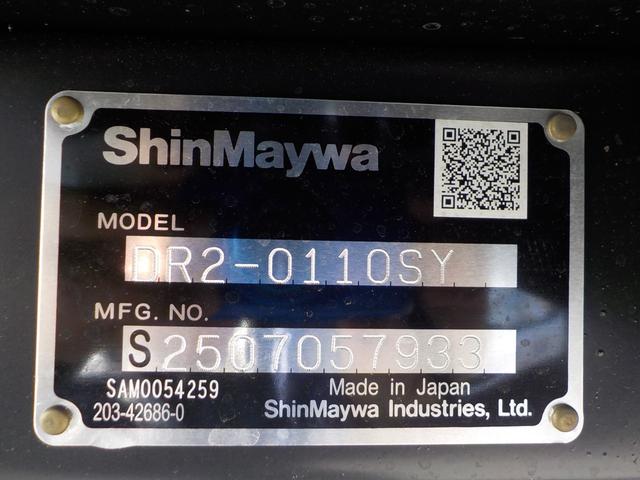 ShinMaywa
MODEL
DR2-0110SY
MFG. NO.
S2507057933
SAM0054259
203-42686-0
Made in Japan
ShinMaywa Industries, Ltd.